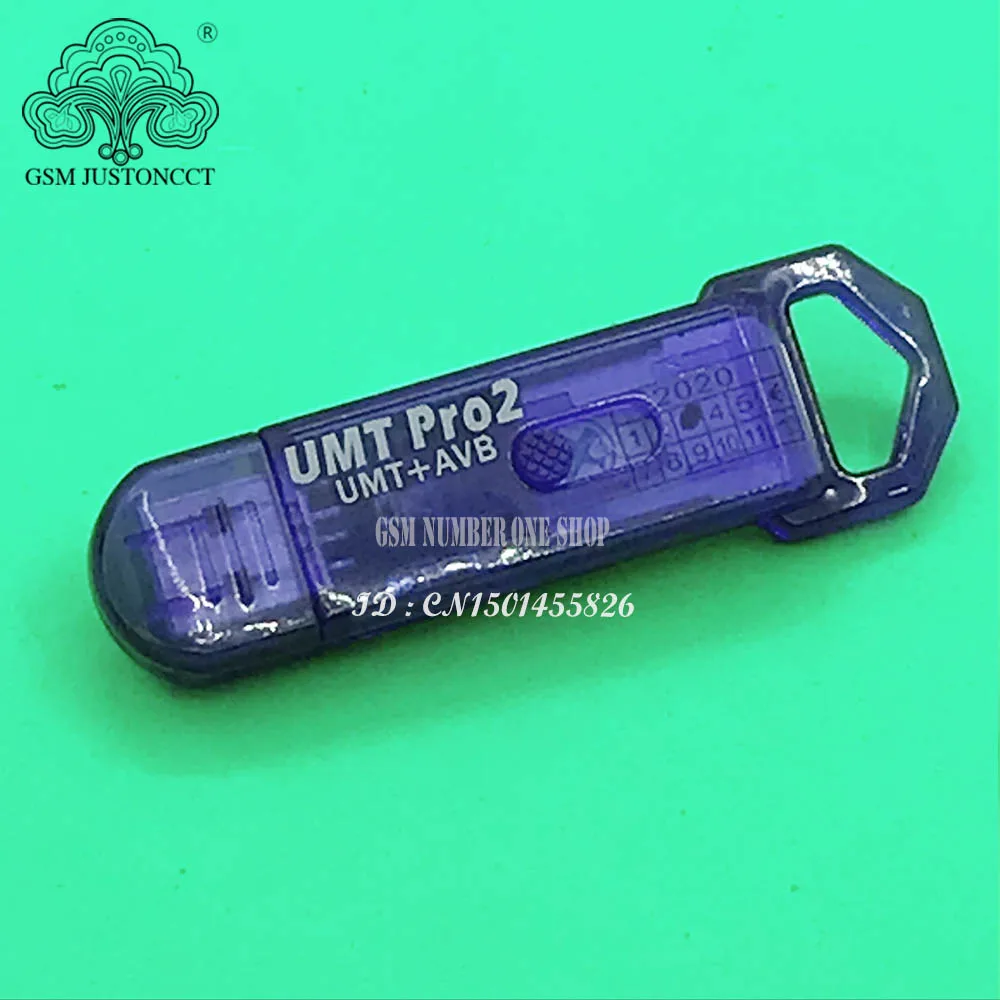 ®
GSM JUSTONCCT
UMT Pro2
UMT+AVB
2020
1 4 5
8 9 10 11
GSM NUMBER ONE SHOP
ID : CN1501455826